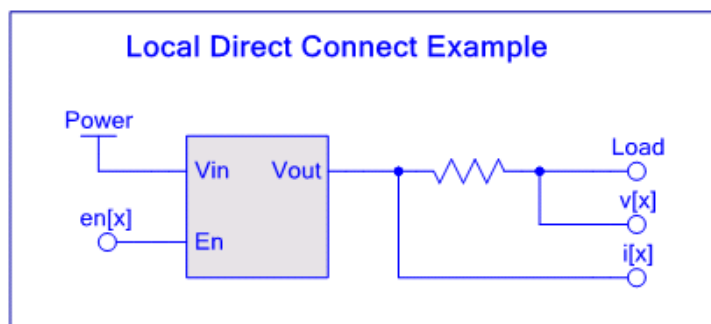 Local Direct Connect Example
Power
Load
Vin
Vout
v[x]
en[x]
En
i[x]